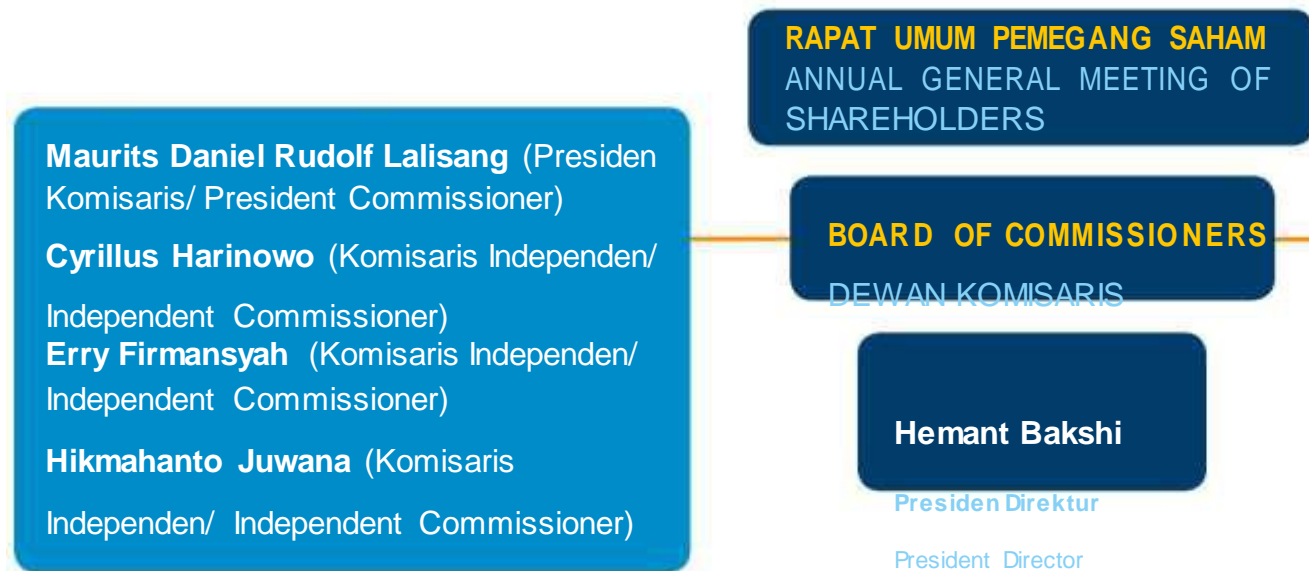 RAPAT UMUM PEMEGANG SAHAM
ANNUAL GENERAL MEETING OF
SHAREHOLDERS
Maurits Daniel Rudolf Lalisang (Presiden
Komisaris/ President Commissioner)
Cyrillus Harinowo (Komisaris Independen/
Independent Commissioner)
Erry Firmansyah (Komisaris Independen/
Independent Commissioner)
Hikmahanto Juwana (Komisaris
Independen/ Independent Commissioner)
BOARD OF COMMISSIONERS
DEWAN KOMISARIS
Hemant Bakshi
Presiden Direktur
President Director